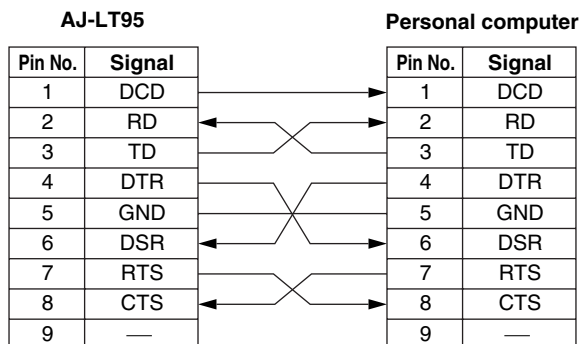 AJ-LT95 Personal computer
Pin No. Signal Pin No. Signal
1 DCD 1 DCD
2 RD 2 RD
3 TD 3 TD
4 DTR 4 DTR
5 GND 5 GND
6 DSR 6 DSR
7 RTS 7 RTS
8 CTS 8 CTS
9 — 9 —